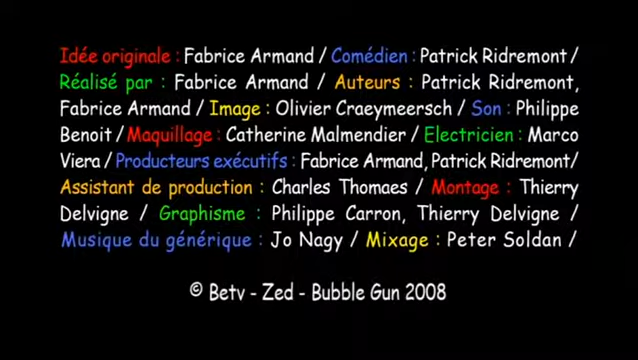 Idée originale : Fabrice Armand / Comédien : Patrick Ridremont /
Réalisé par : Fabrice Armand / Auteurs : Patrick Ridremont,
Fabrice Armand / Image : Olivier Craeymeersch / Son : Philippe
Benoit / Maquillage : Catherine Malmendier / Electricien : Marco
Viera / Producteurs exécutifs : Fabrice Armand, Patrick Ridremont/
Assistant de production : Charles Thomaes / Montage : Thierry
Delvigne / Graphisme : Philippe Carron, Thierry Delvigne /
Musique du générique : Jo Nagy / Mixage : Peter Soldan /
© Betv - Zed - Bubble Gun 2008